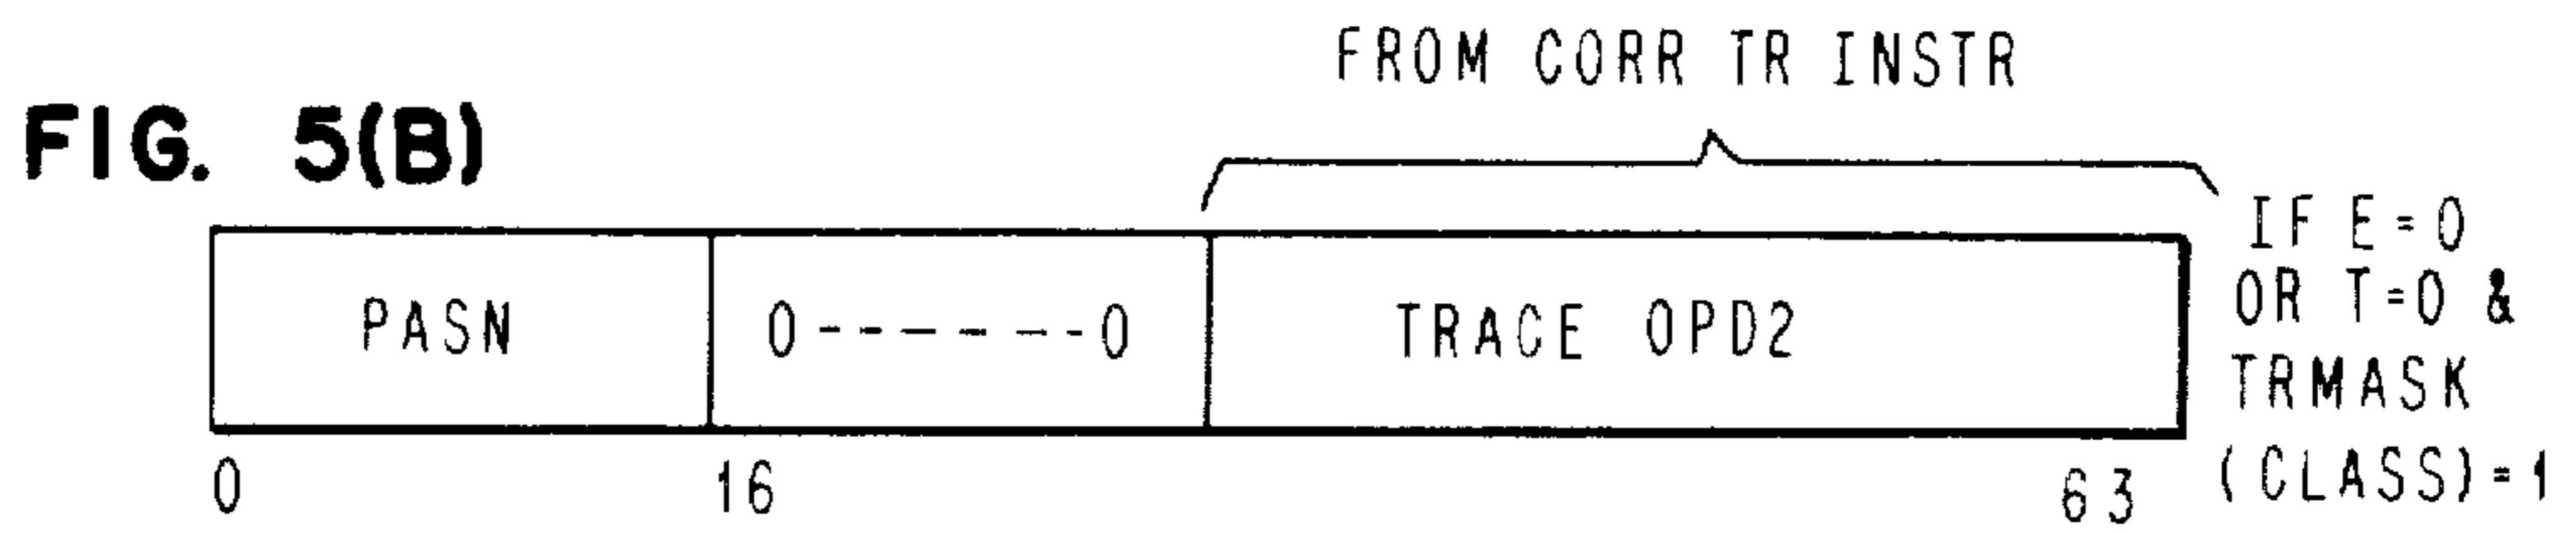 FROM CORR TR INSTR
FIG. 5(B)
PASN
0------0
TRACE OPD2
IF E=0
OR T=0 &
TRMASK
(CLASS)=1
0
16
63